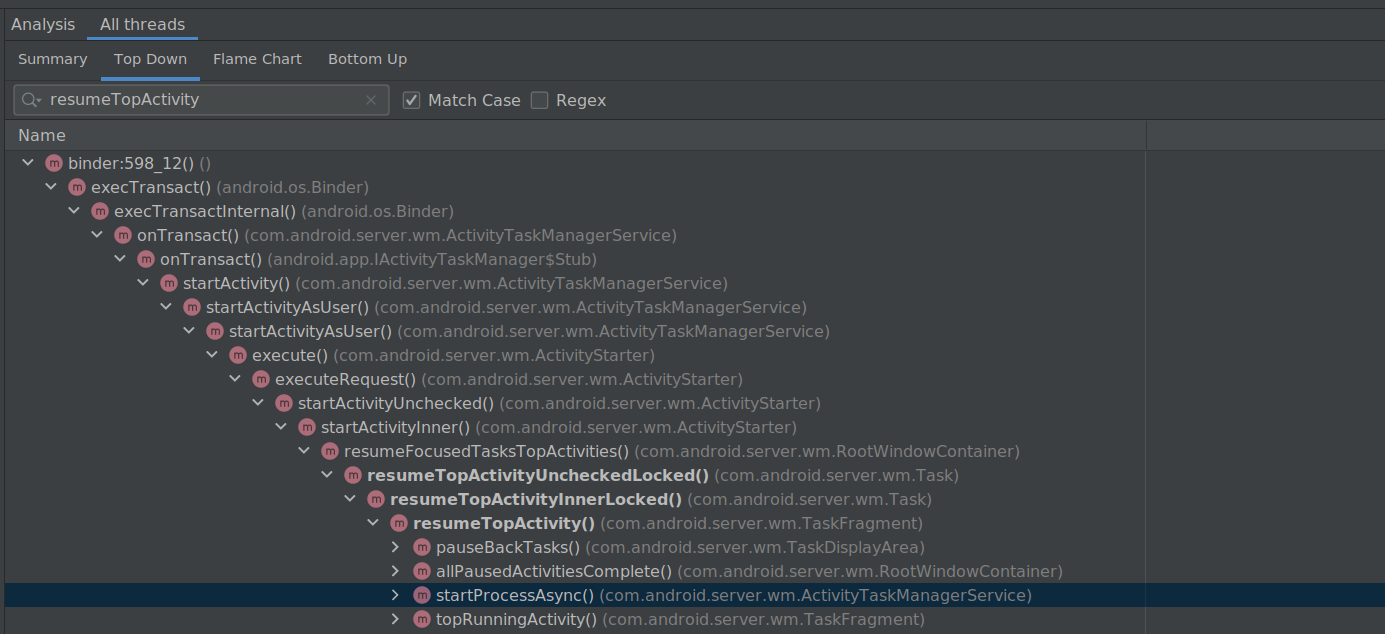 Analysis All threads
Summary Top Down Flame Chart Bottom Up
resumeTopActivity Match Case Regex
Name
m binder:598_12() ()
m execTransact() (android.os.Binder)
m execTransactInternal() (android.os.Binder)
m onTransact() (com.android.server.wm.ActivityTaskManagerService)
m onTransact() (android.app.IActivityTaskManager$Stub)
m startActivity() (com.android.server.wm.ActivityTaskManagerService)
m startActivityAsUser() (com.android.server.wm.ActivityTaskManagerService)
m startActivityAsUser() (com.android.server.wm.ActivityTaskManagerService)
m execute() (com.android.server.wm.ActivityStarter)
m executeRequest() (com.android.server.wm.ActivityStarter)
m startActivityUnchecked() (com.android.server.wm.ActivityStarter)
m startActivityInner() (com.android.server.wm.ActivityStarter)
m resumeFocusedTasksTopActivities() (com.android.server.wm.RootWindowContainer)
m resumeTopActivityUncheckedLocked() (com.android.server.wm.Task)
m resumeTopActivityInnerLocked() (com.android.server.wm.Task)
m resumeTopActivity() (com.android.server.wm.TaskFragment)
m pauseBackTasks() (com.android.server.wm.TaskDisplayArea)
m allPausedActivitiesComplete() (com.android.server.wm.RootWindowContainer)
m startProcessAsync() (com.android.server.wm.ActivityTaskManagerService)
m topRunningActivity() (com.android.server.wm.TaskFragment)